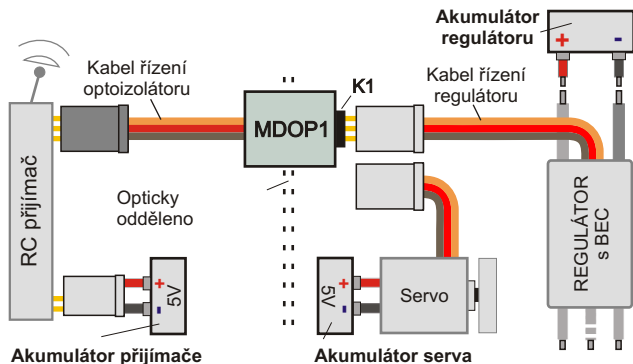 Akumulátor
regulátoru
+ -
Kabel řízení
optoizolátoru
K1
Kabel řízení
regulátoru
MDOP1
RC přijímač
Opticky
odděleno
REGULÁTOR
s BEC
+
-
5V
+
-
5V
Servo
Akumulátor přijímače
Akumulátor serva